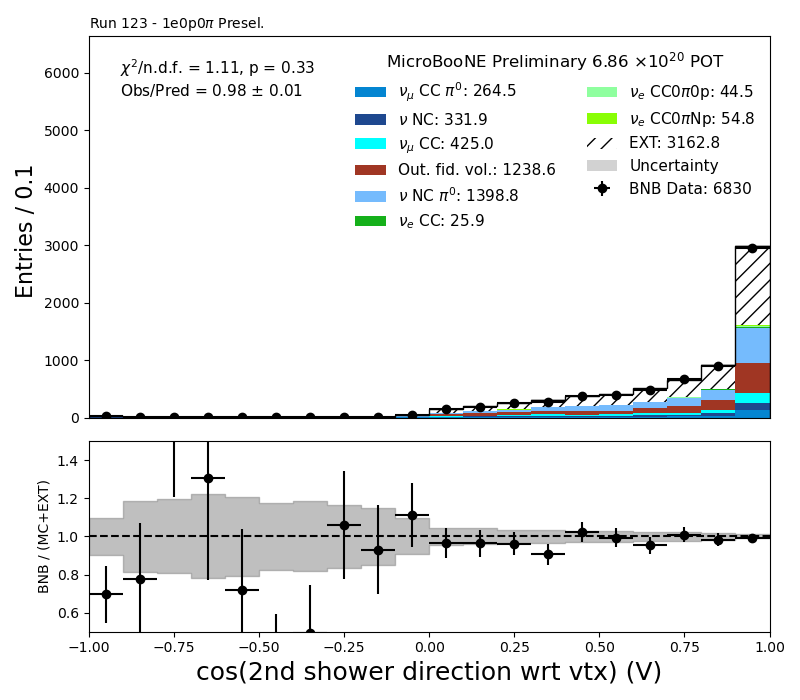 Run 123 - 1e0p0π Presel.
χ²/n.d.f. = 1.11, p = 0.33
Obs/Pred = 0.98 ± 0.01
MicroBooNE Preliminary 6.86 ×10²⁰ POT
ν_μ CC π⁰: 264.5
ν NC: 331.9
ν_μ CC: 425.0
Out. fid. vol.: 1238.6
ν NC π⁰: 1398.8
ν_e CC: 25.9
ν_e CC0π0p: 44.5
ν_e CC0πNp: 54.8
EXT: 3162.8
Uncertainty
BNB Data: 6830
Entries / 0.1
6000
5000
4000
3000
2000
1000
0
BNB / (MC+EXT)
1.4
1.2
1.0
0.8
0.6
−1.00 −0.75 −0.50 −0.25 0.00 0.25 0.50 0.75 1.00
cos(2nd shower direction wrt vtx) (V)